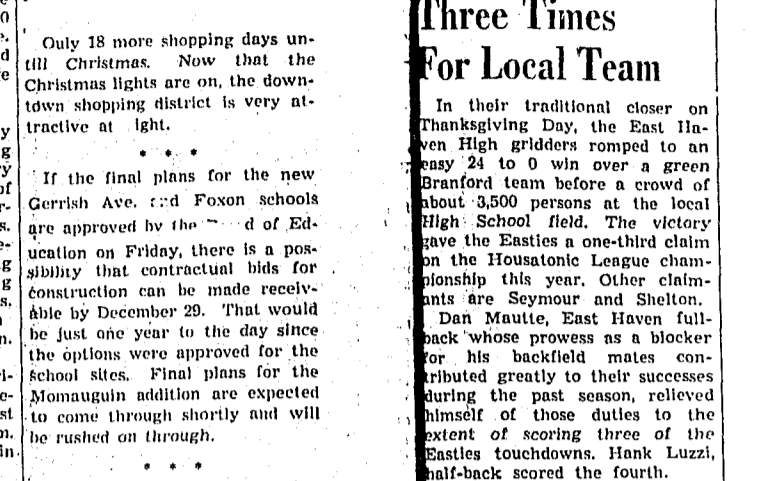 Only 18 more shopping days un-
till Christmas. Now that the
Christmas lights are on, the down-
town shopping district is very at-
tractive at ight.
* * *
If the final plans for the new
Gerrish Ave. and Foxon schools
are approved by the d of Ed-
ucation on Friday, there is a pos-
sibility that contractual bids for
construction can be made receiv-
able by December 29. That would
be just one year to the day since
the options were approved for the
school sites. Final plans for the
Momauguin addition are expected
to come through shortly and will
be rushed on through.
* * *
Three Times
For Local Team
In their traditional closer on
Thanksgiving Day, the East Ha-
ven High gridders romped to an
easy 24 to 0 win over a green
Branford team before a crowd of
about 3,500 persons at the local
High School field. The victory
gave the Easties a one-third claim
on the Housatonic League cham-
pionship this year. Other claim-
ants are Seymour and Shelton.
Dan Mautte, East Haven full-
back whose prowess as a blocker
for his backfield mates con-
tributed greatly to their successes
during the past season, relieved
himself of those duties to the
extent of scoring three of the
Easties touchdowns. Hank Luzzi,
half-back scored the fourth.